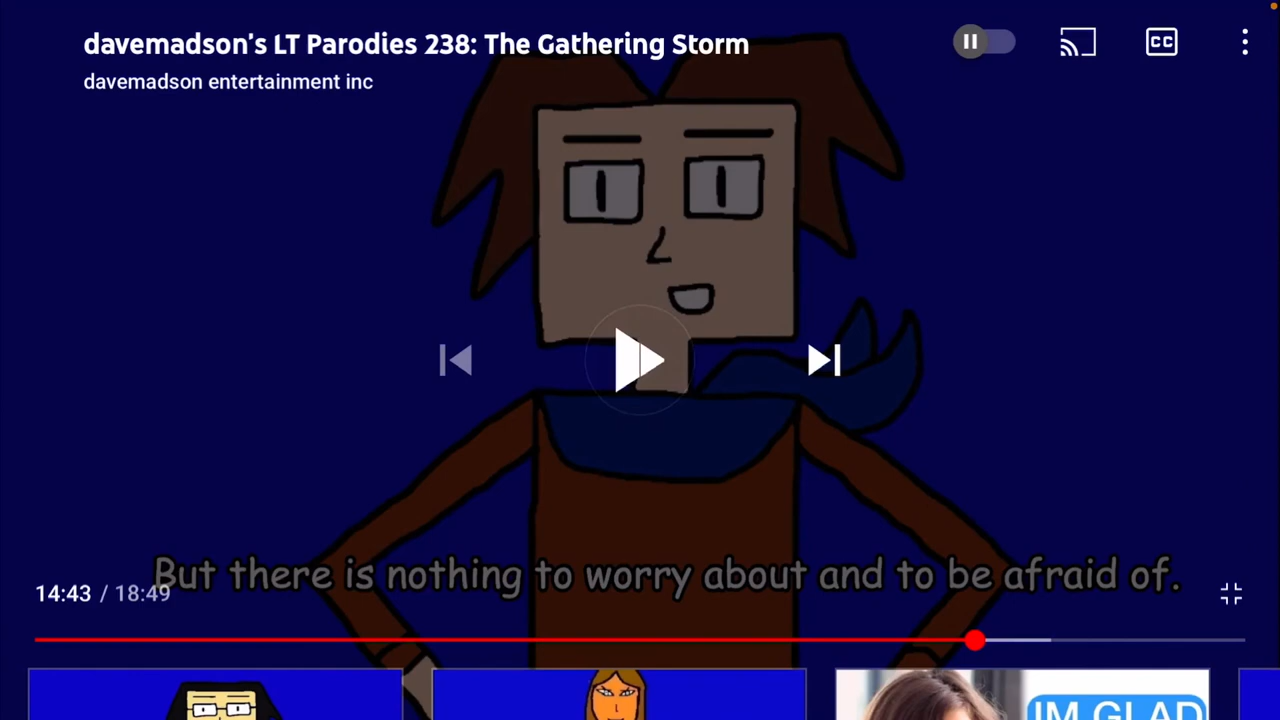 davemadson's LT Parodies 238: The Gathering Storm
davemadson entertainment inc
CC
But there is nothing to worry about and to be afraid of.
14:43 / 18:49
IM GLAD